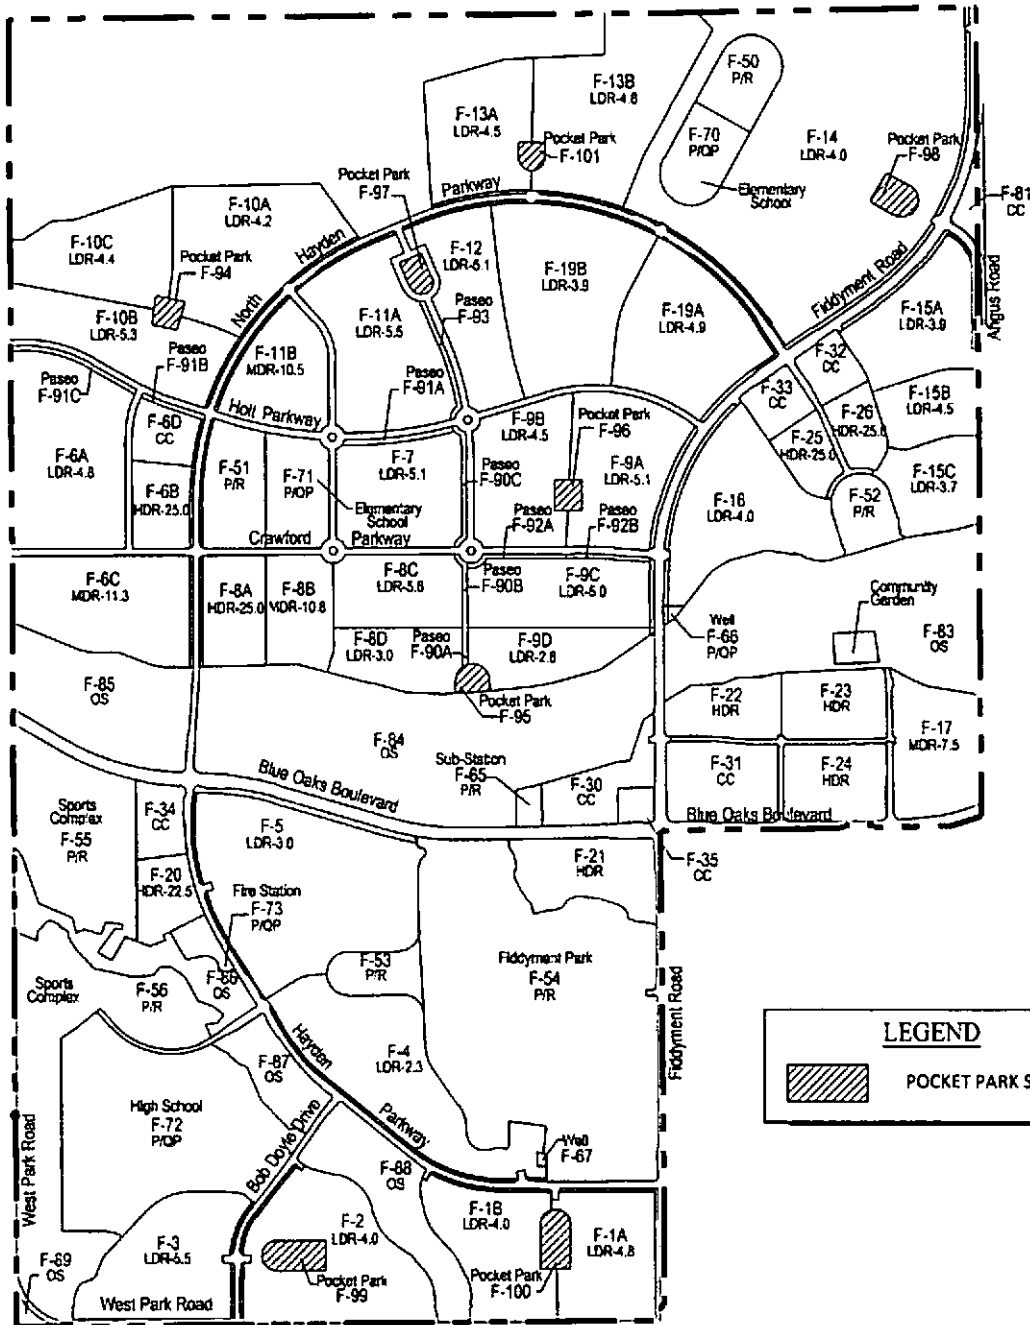 F-50
P/R
F-13B
LDR-4.8
F-13A
LDR-4.5
F-70
P/QP
F-14
LDR-4.0
Pocket Park
F-101
Pocket Park
F-98
Elementary
School
F-81
CC
Pocket Park
F-97
Parkway
F-10A
LDR-4.2
F-10C
LDR-4.4
Hayden
F-12
LDR-5.1
Pocket Park
F-94
F-19B
LDR-3.9
Fiddyment Road
Angus Road
North
F-10B
LDR-5.3
F-11A
LDR-5.5
Paseo
F-93
F-19A
LDR-4.9
F-15A
LDR-3.9
F-11B
MDR-10.5
Paseo
F-91B
Paseo
F-91C
Paseo
F-91A
F-32
CC
F-33
CC
Holt Parkway
F-6D
CC
F-9B
LDR-4.5
Pocket Park
F-96
F-26
HDR-25.0
F-15B
LDR-4.5
F-25
HDR-25.0
F-6A
LDR-4.8
F-51
P/R
F-71
P/QP
F-7
LDR-5.1
Paseo
F-90C
F-9A
LDR-5.1
F-15C
LDR-3.7
F-6B
HDR-25.0
Elementary
School
F-16
LDR-4.0
F-52
P/R
Paseo
F-92A
Paseo
F-92B
Crawford Parkway
F-6C
MDR-11.3
F-8A
HDR-25.0
F-8B
MDR-10.8
F-8C
LDR-5.6
Paseo
F-90B
F-9C
LDR-5.0
Community
Garden
Well
F-66
P/QP
F-83
OS
F-8D
LDR-3.0
Paseo
F-90A
F-9D
LDR-2.8
F-85
OS
Pocket Park
F-95
F-22
HDR
F-23
HDR
F-17
MDR-7.5
F-84
OS
Sub-Station
F-65
P/R
F-30
CC
F-31
CC
F-24
HDR
Blue Oaks Boulevard
Blue Oaks Boulevard
Sports
Complex
F-55
P/R
F-34
CC
F-5
LDR-3.0
F-21
HDR
F-35
CC
F-20
HDR-22.5
Fire Station
F-73
P/QP
F-53
P/R
Fiddyment Park
F-54
P/R
Sports
Complex
F-56
P/R
OS
Fiddyment Road
LEGEND
POCKET PARK S
F-87
OS
Hayden
F-4
LDR-2.3
High School
F-72
P/QP
Bob Doyle Drive
Parkway
Well
F-67
West Park Road
F-88
OS
F-1B
LDR-4.0
F-2
LDR-4.0
F-3
LDR-5.5
F-1A
LDR-4.8
F-69
OS
Pocket Park
F-99
Pocket Park
F-100
West Park Road